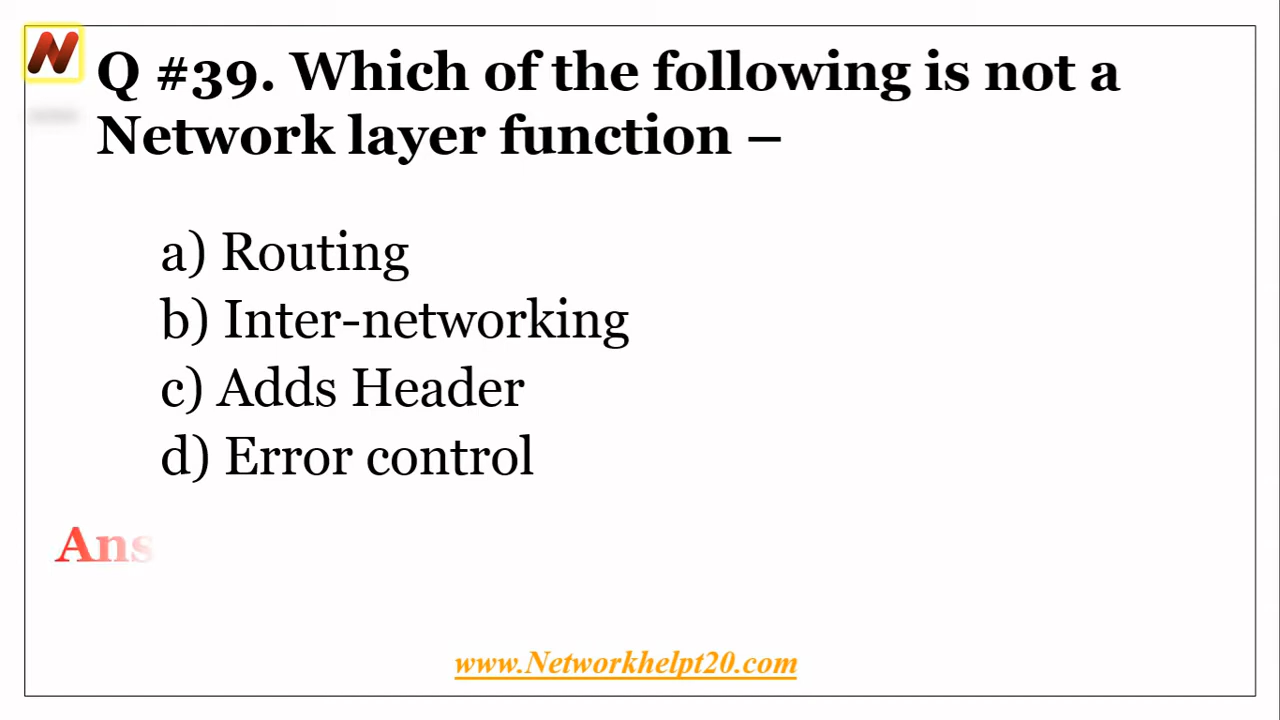 Q #39. Which of the following is not a
Network layer function –
a) Routing
b) Inter-networking
c) Adds Header
d) Error control
Ans
www.Networkhelpt20.com